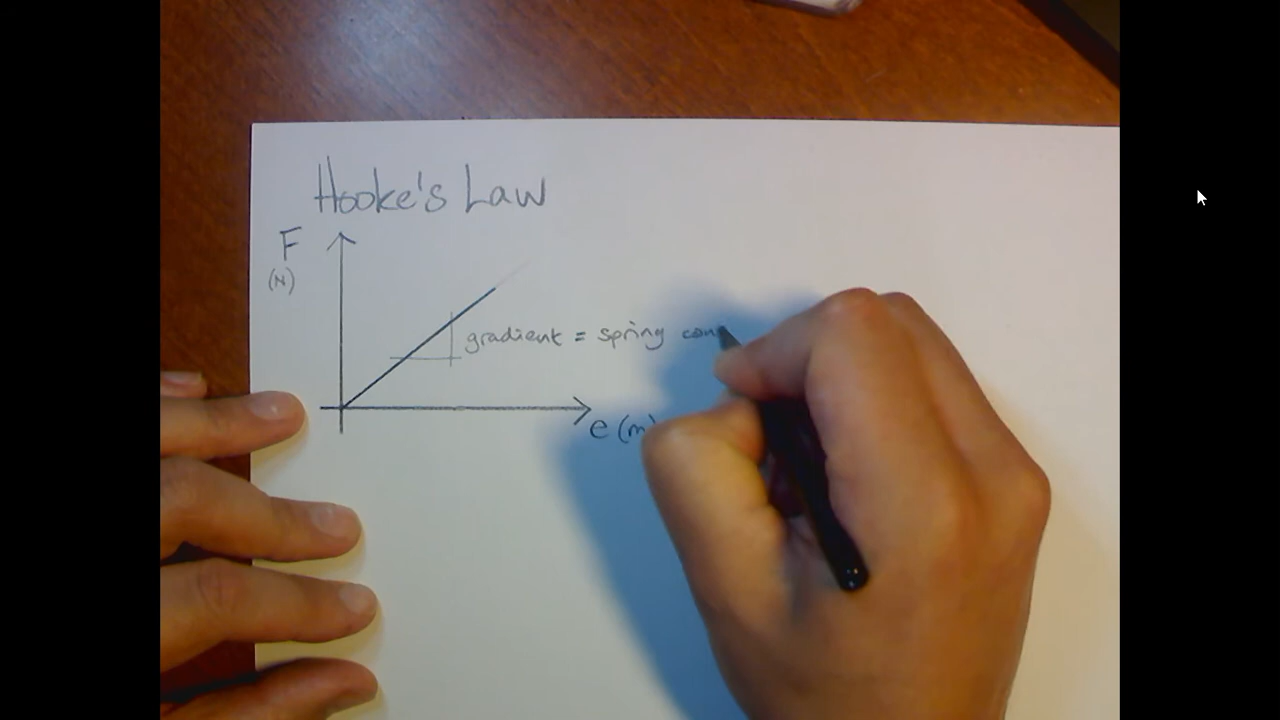 Hooke's Law
F
(N)
gradient = spring con
e (m)